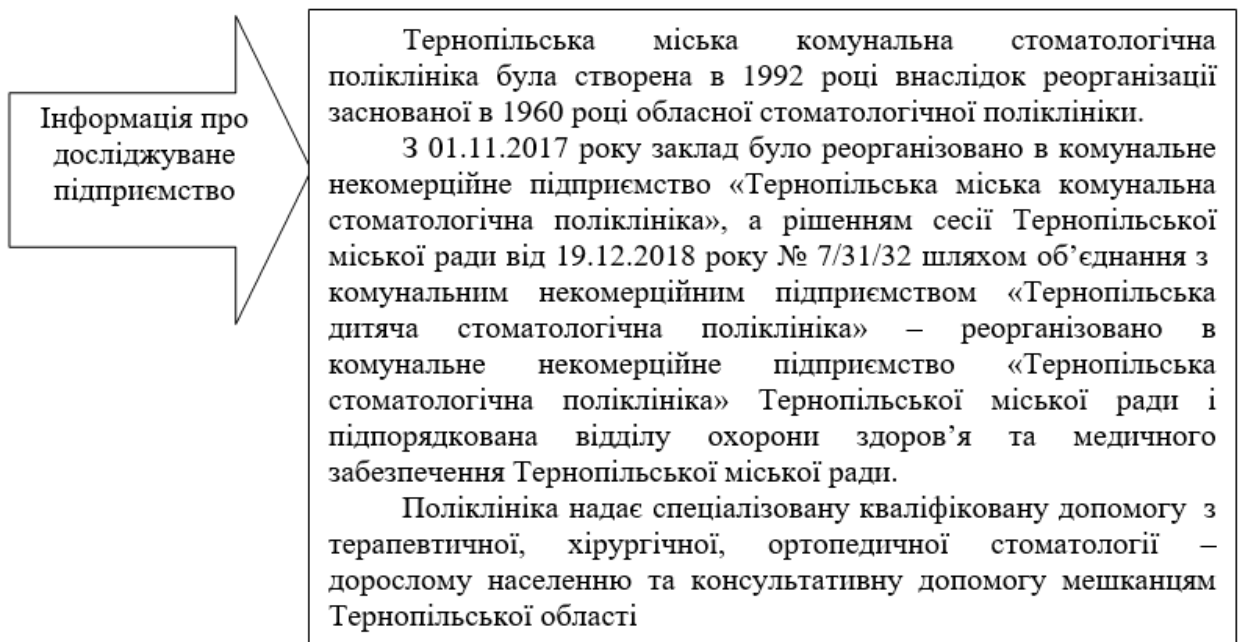 Інформація про
досліджуване
підприємство
Тернопільська міська комунальна стоматологічна
поліклініка була створена в 1992 році внаслідок реорганізації
заснованої в 1960 році обласної стоматологічної поліклініки.
З 01.11.2017 року заклад було реорганізовано в комунальне
некомерційне підприємство «Тернопільська міська комунальна
стоматологічна поліклініка», а рішенням сесії Тернопільської
міської ради від 19.12.2018 року № 7/31/32 шляхом об’єднання з
комунальним некомерційним підприємством «Тернопільська
дитяча стоматологічна поліклініка» – реорганізовано в
комунальне некомерційне підприємство «Тернопільська
стоматологічна поліклініка» Тернопільської міської ради і
підпорядкована відділу охорони здоров’я та медичного
забезпечення Тернопільської міської ради.
Поліклініка надає спеціалізовану кваліфіковану допомогу з
терапевтичної, хірургічної, ортопедичної стоматології –
дорослому населенню та консультативну допомогу мешканцям
Тернопільської області